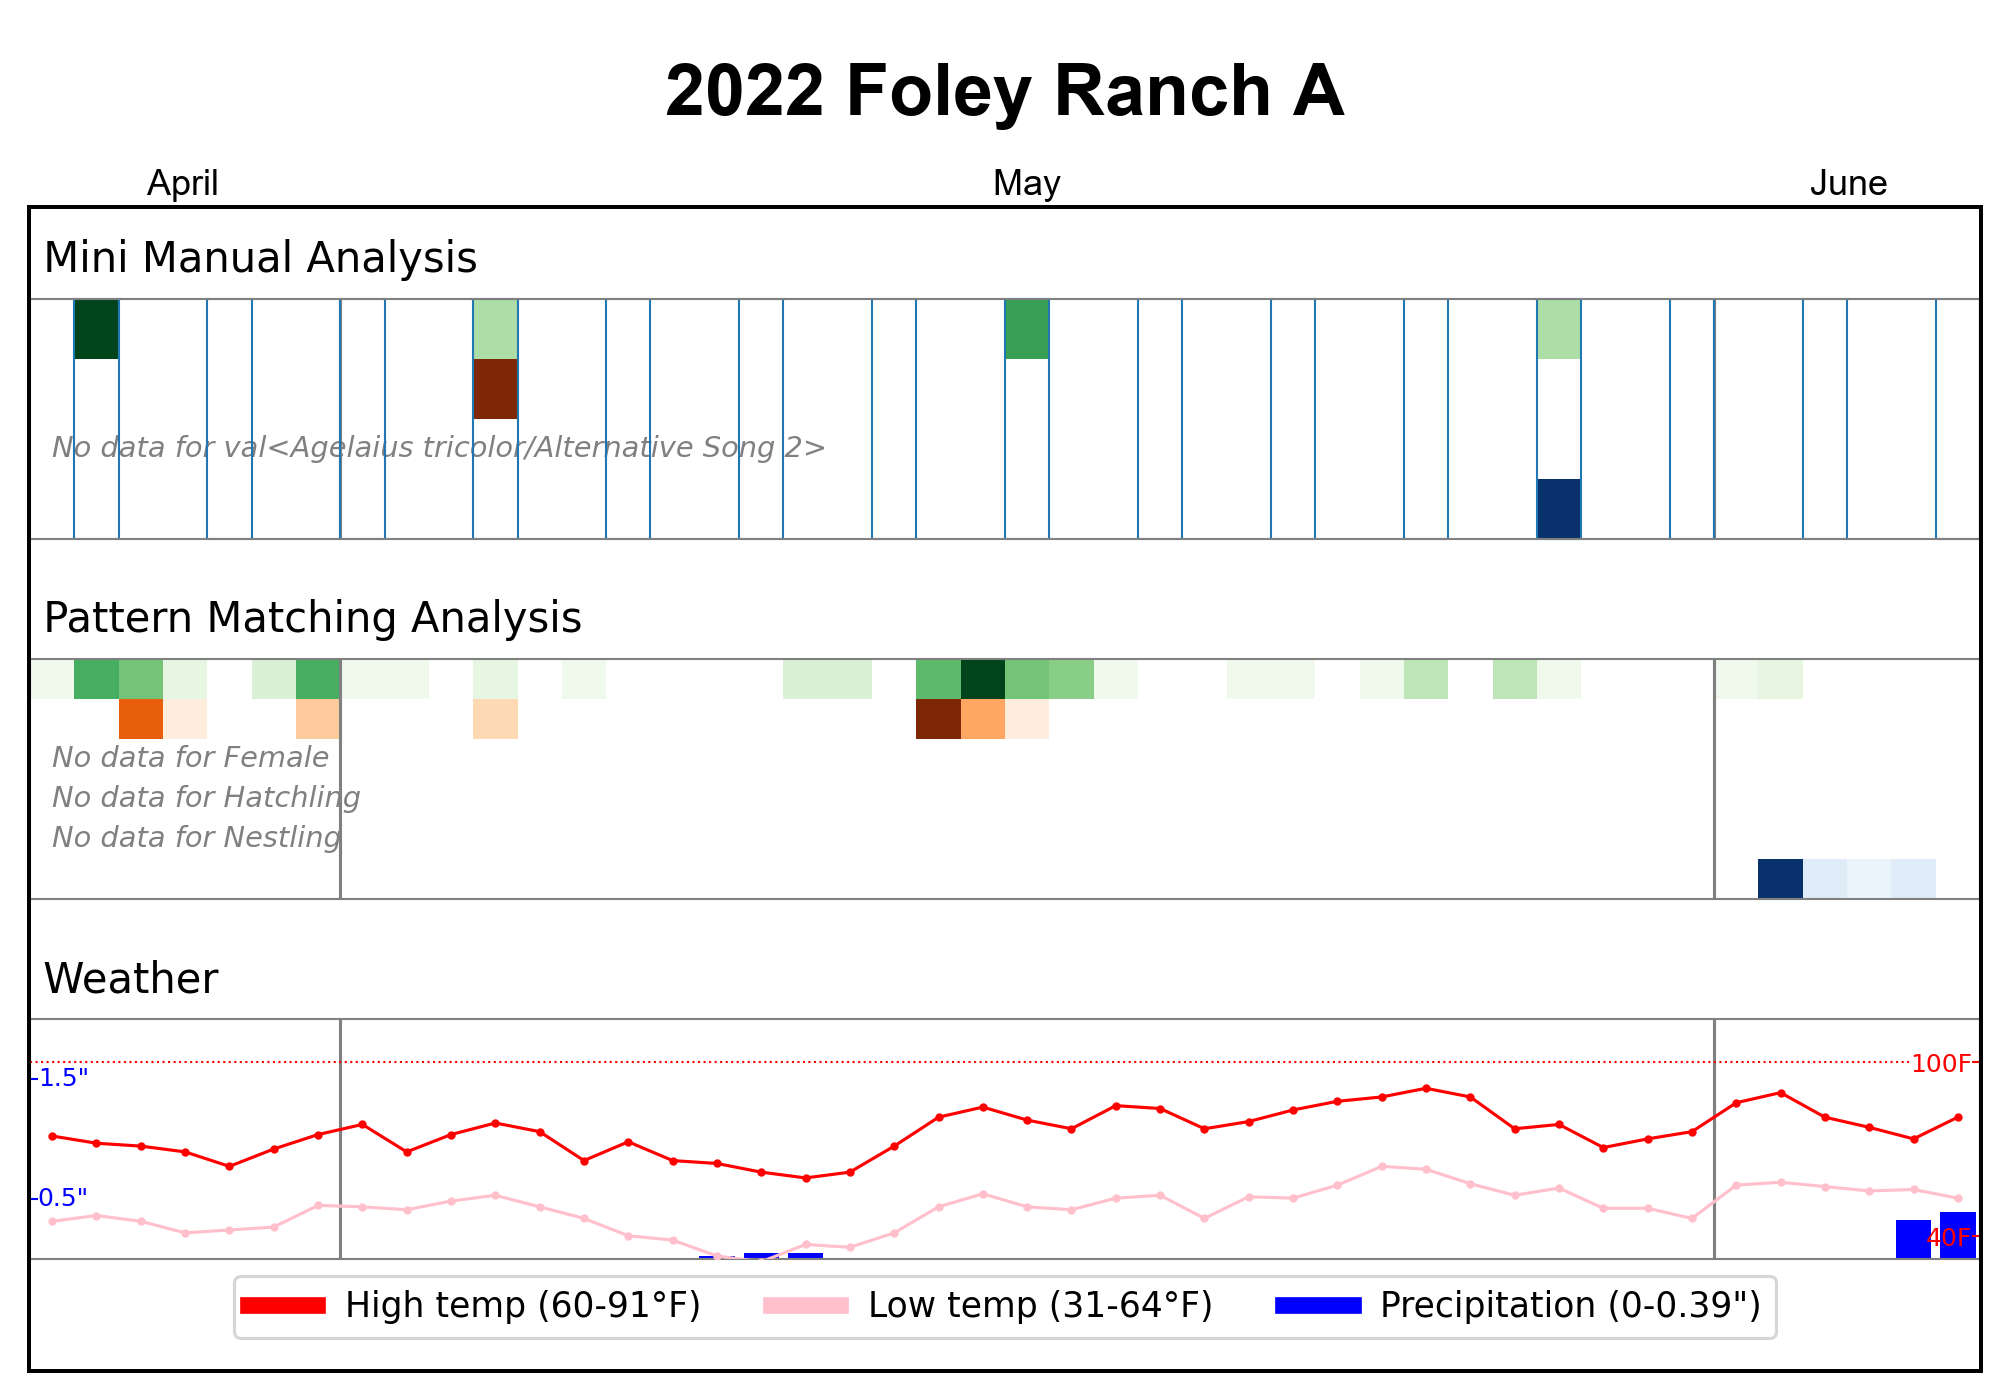 2022 Foley Ranch A
April May June
Mini Manual Analysis
No data for val<Agelaius tricolor/Alternative Song 2>
Pattern Matching Analysis
No data for Female
No data for Hatchling
No data for Nestling
Weather
100F
1.5"
0.5"
40F
High temp (60-91°F) Low temp (31-64°F) Precipitation (0-0.39")